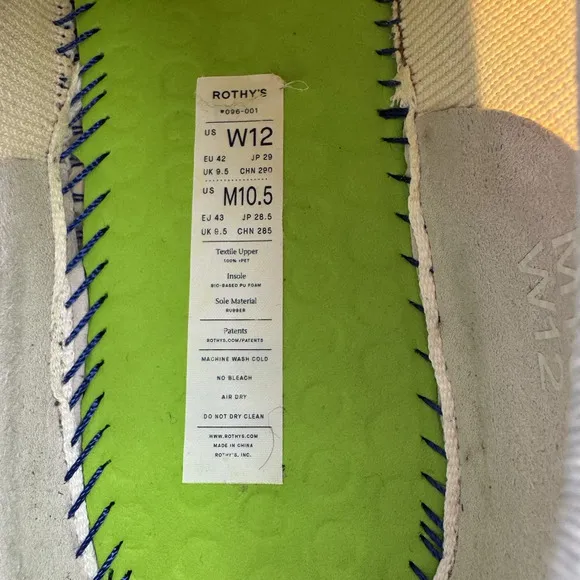 ROTHY'S
#096-001
US W12
EU 42 JP 29
UK 9.5 CHN 290
US M10.5
EU 43 JP 28.5
UK 9.5 CHN 285
Textile Upper
100% rPET
Insole
BIO-BASED PU FOAM
Sole Material
RUBBER
Patents
ROTHYS.COM/PATENTS
MACHINE WASH COLD
NO BLEACH
AIR DRY
DO NOT DRY CLEAN
WWW.ROTHYS.COM
MADE IN CHINA
ROTHY'S, INC.
W12